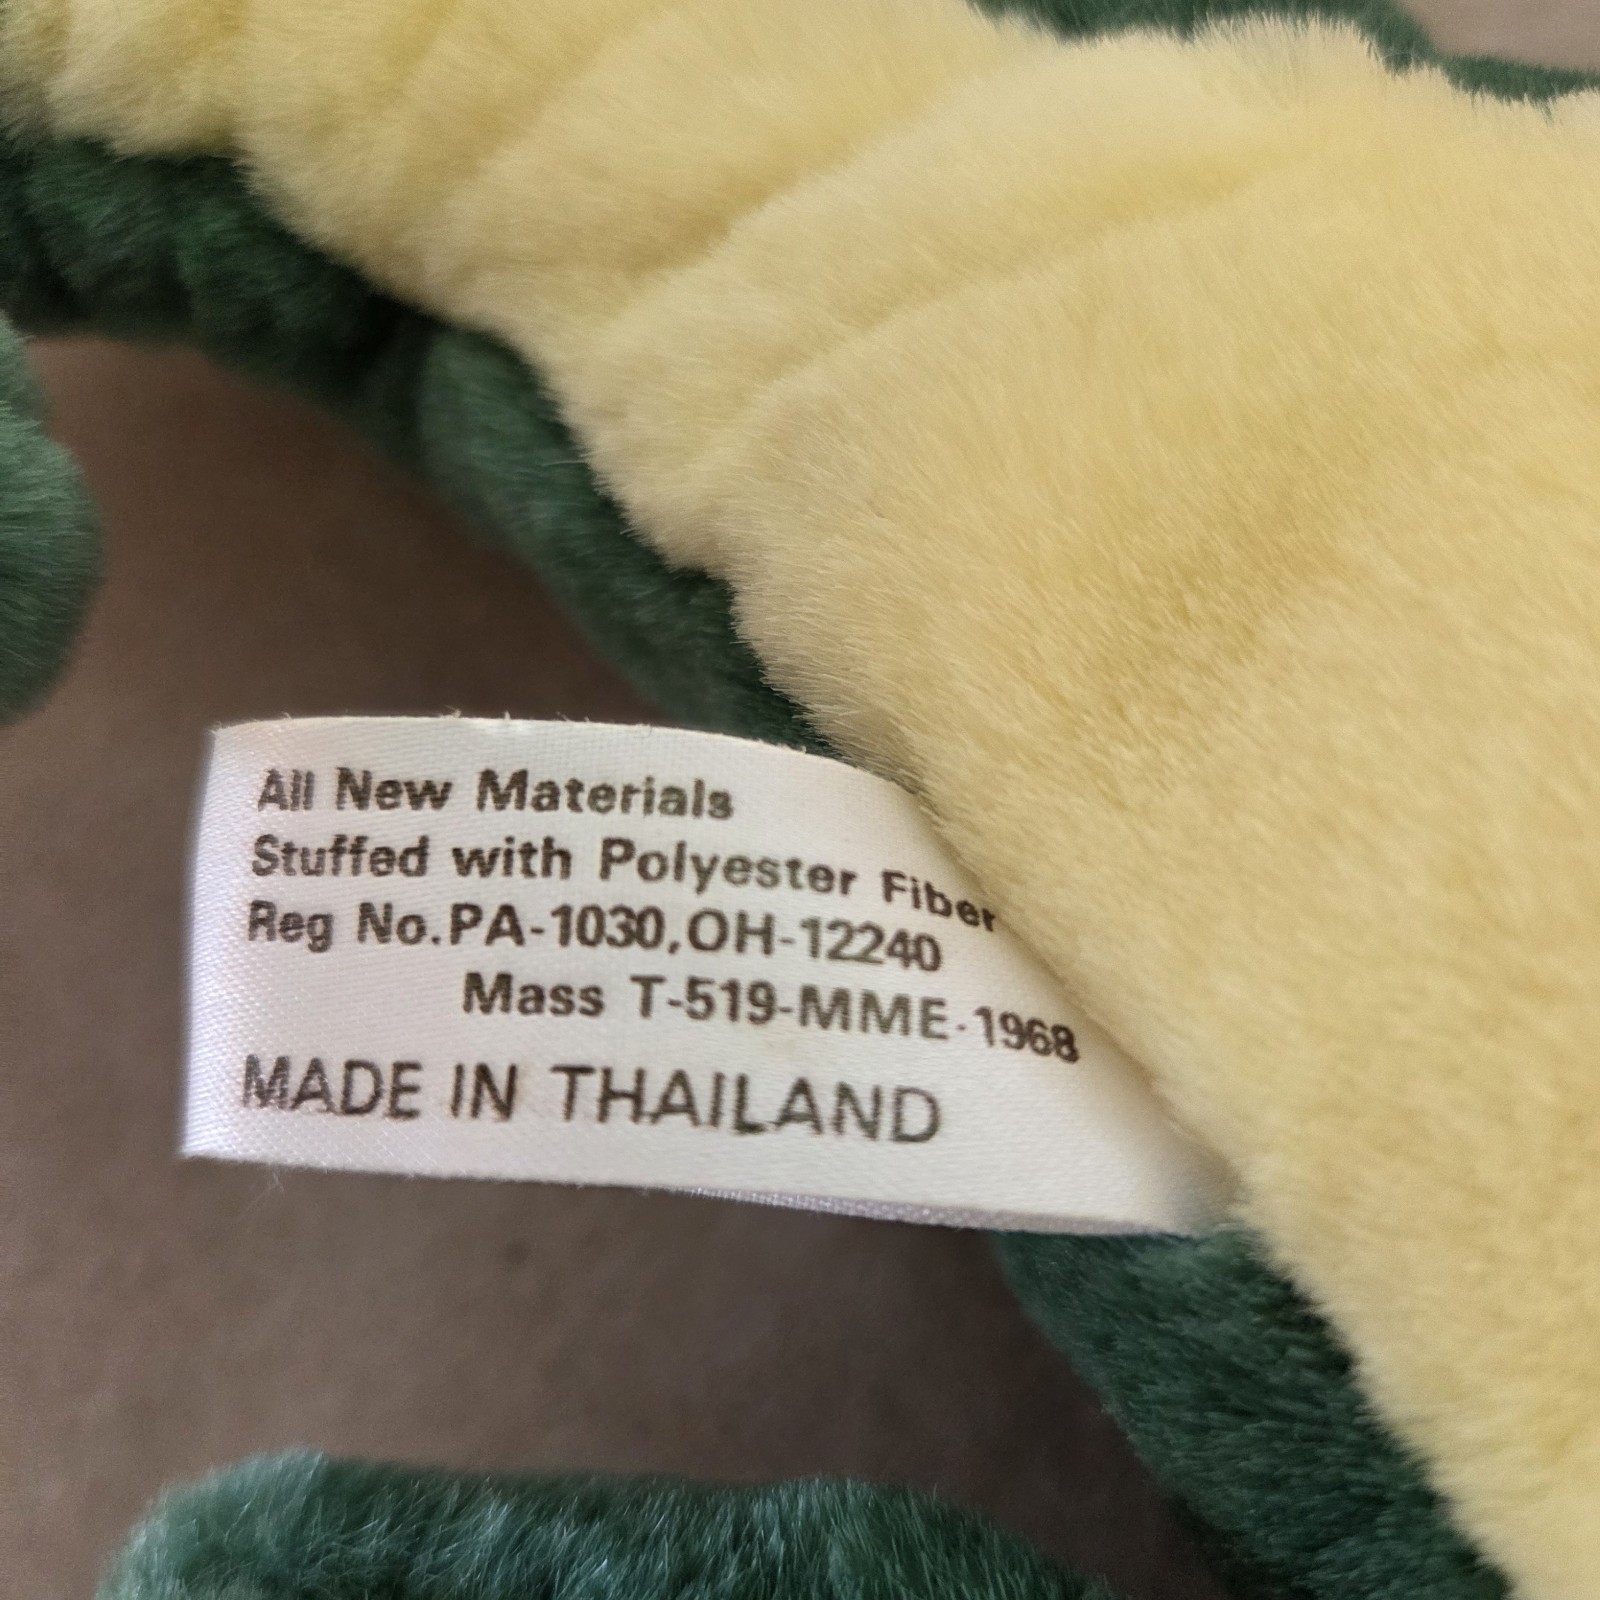 All New Materials
Stuffed with Polyester Fiber
Reg No.PA-1030,OH-12240
Mass T-519-MME-1968
MADE IN THAILAND